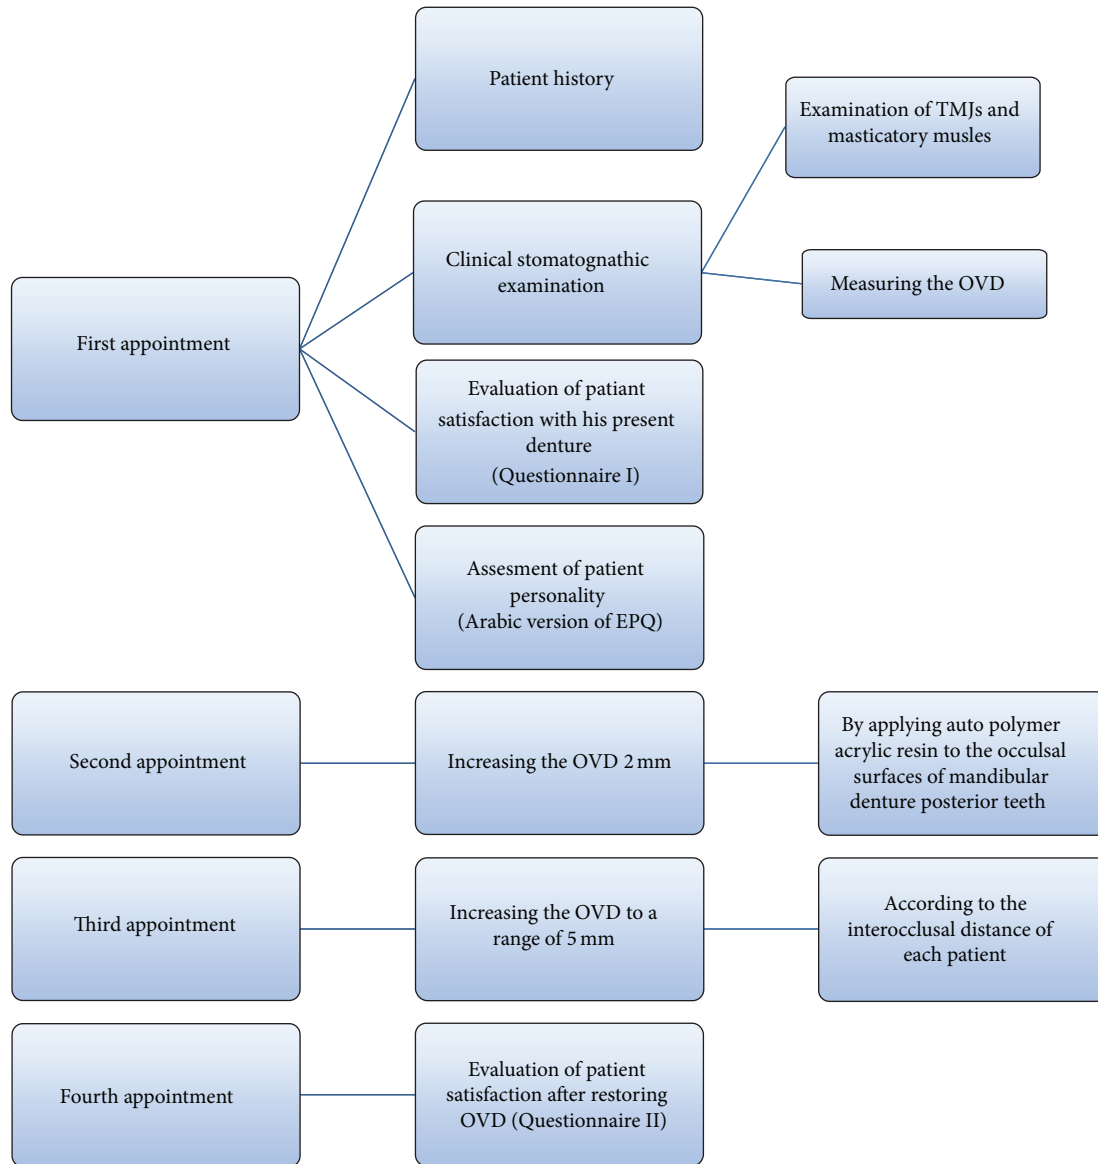 Patient history
Examination of TMJs and
masticatory musles
Clinical stomatognathic
examination
Measuring the OVD
First appointment
Evaluation of patiant
satisfaction with his present
denture
(Questionnaire I)
Assesment of patient
personality
(Arabic version of EPQ)
Second appointment
Increasing the OVD 2 mm
By applying auto polymer
acrylic resin to the occulsal
surfaces of mandibular
denture posterior teeth
Third appointment
Increasing the OVD to a
range of 5 mm
According to the
interocclusal distance of
each patient
Fourth appointment
Evaluation of patient
satisfaction after restoring
OVD (Questionnaire II)